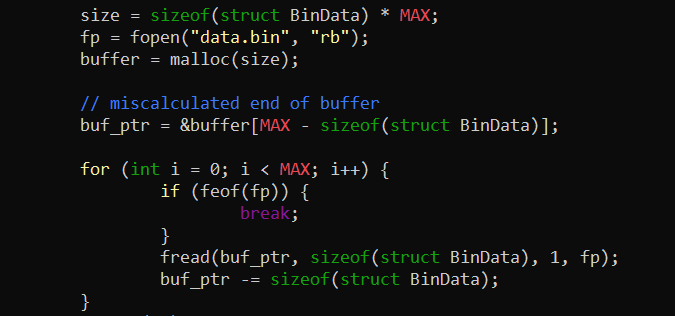 size = sizeof(struct BinData) * MAX;
fp = fopen("data.bin", "rb");
buffer = malloc(size);
// miscalculated end of buffer
buf_ptr = &buffer[MAX - sizeof(struct BinData)];
for (int i = 0; i < MAX; i++) {
if (feof(fp)) {
break;
}
fread(buf_ptr, sizeof(struct BinData), 1, fp);
buf_ptr -= sizeof(struct BinData);
}